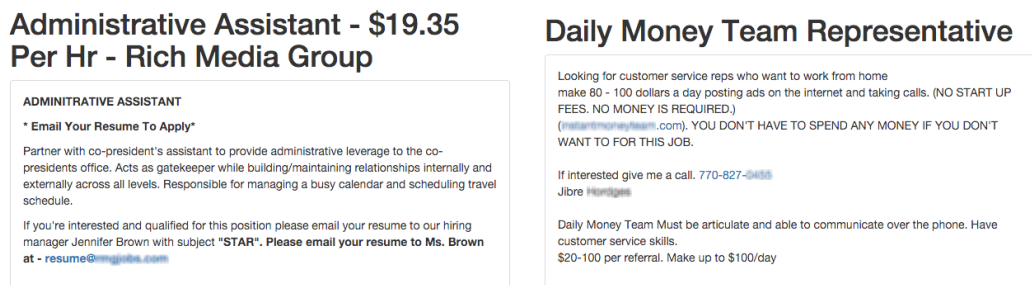 Administrative Assistant - $19.35
Per Hr - Rich Media Group
ADMINITRATIVE ASSISTANT
* Email Your Resume To Apply*
Partner with co-president's assistant to provide administrative leverage to the co-
presidents office. Acts as gatekeeper while building/maintaining relationships internally and
externally across all levels. Responsible for managing a busy calendar and scheduling travel
schedule.
If you're interested and qualified for this position please email your resume to our hiring
manager Jennifer Brown with subject "STAR". Please email your resume to Ms. Brown
at - resume@
Daily Money Team Representative
Looking for customer service reps who want to work from home
make 80 - 100 dollars a day posting ads on the internet and taking calls. (NO START UP
FEES. NO MONEY IS REQUIRED.)
(.com). YOU DON'T HAVE TO SPEND ANY MONEY IF YOU DON'T
WANT TO FOR THIS JOB.
If interested give me a call. 770-827-
Jibre
Daily Money Team Must be articulate and able to communicate over the phone. Have
customer service skills.
$20-100 per referral. Make up to $100/day